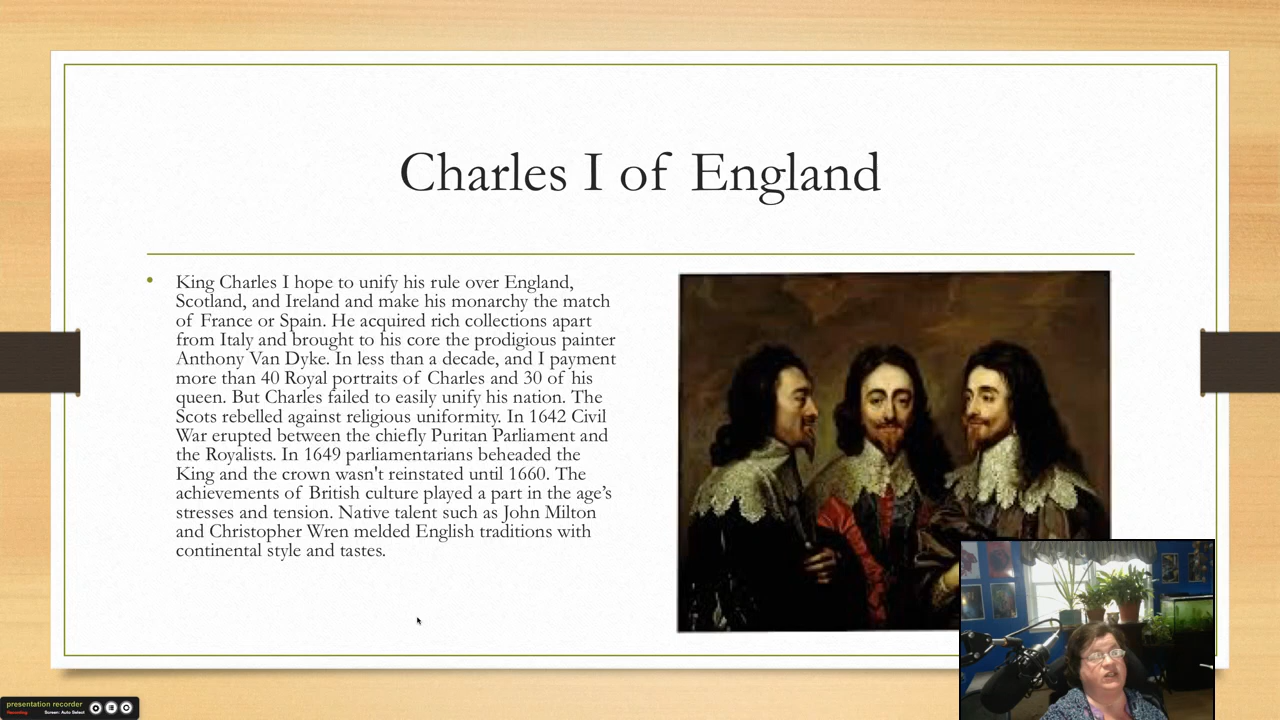 Charles I of England
• King Charles I hope to unify his rule over England,
Scotland, and Ireland and make his monarchy the match
of France or Spain. He acquired rich collections apart
from Italy and brought to his core the prodigious painter
Anthony Van Dyke. In less than a decade, and I payment
more than 40 Royal portraits of Charles and 30 of his
queen. But Charles failed to easily unify his nation. The
Scots rebelled against religious uniformity. In 1642 Civil
War erupted between the chiefly Puritan Parliament and
the Royalists. In 1649 parliamentarians beheaded the
King and the crown wasn't reinstated until 1660. The
achievements of British culture played a part in the age’s
stresses and tension. Native talent such as John Milton
and Christopher Wren melded English traditions with
continental style and tastes.
presentation recorder
Recording Screen: Auto Select